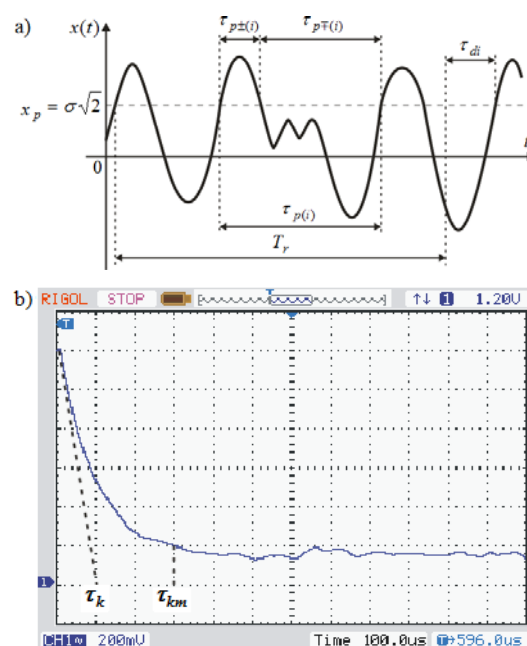 a)
x(t)
τp±(i)
τp∓(i)
τdi
xp = σ√2
0
τp(i)
Tr
b)
RIGOL STOP T ↑↓ 1 1.20V
T
1
τk
τkm
CH1∿ 200mV Time 100.0us T→596.0us